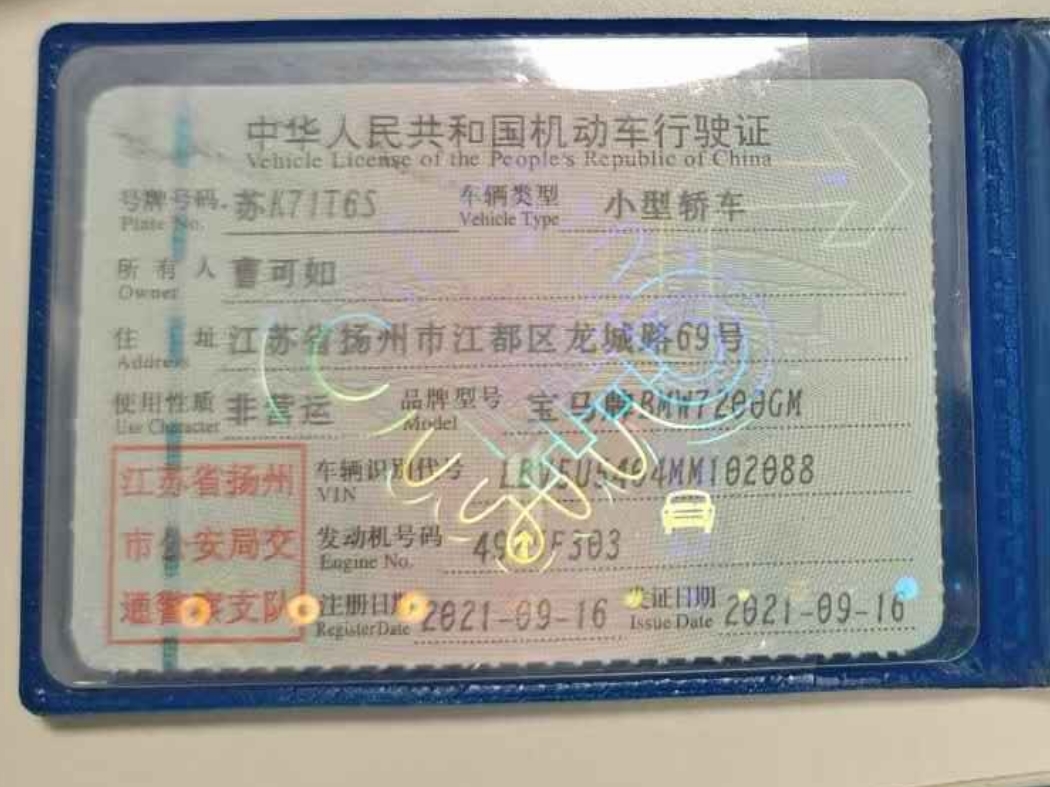 中华人民共和国机动车行驶证
Vehicle License of the People's Republic of China
号牌号码 苏K71T6S 车辆类型 小型轿车
Plate No. Vehicle Type
所有人 曹可如
Owner
住址 江苏省扬州市江都区龙城路69号
Address
使用性质 非营运 品牌型号 宝马牌BMW7200GM
Use Character Model
江苏省扬州
市公安局交
通警察支队
车辆识别代号
VIN
发动机号码
Engine No.
注册日期 2021-09-16 发证日期 2021-09-16
Register Date Issue Date